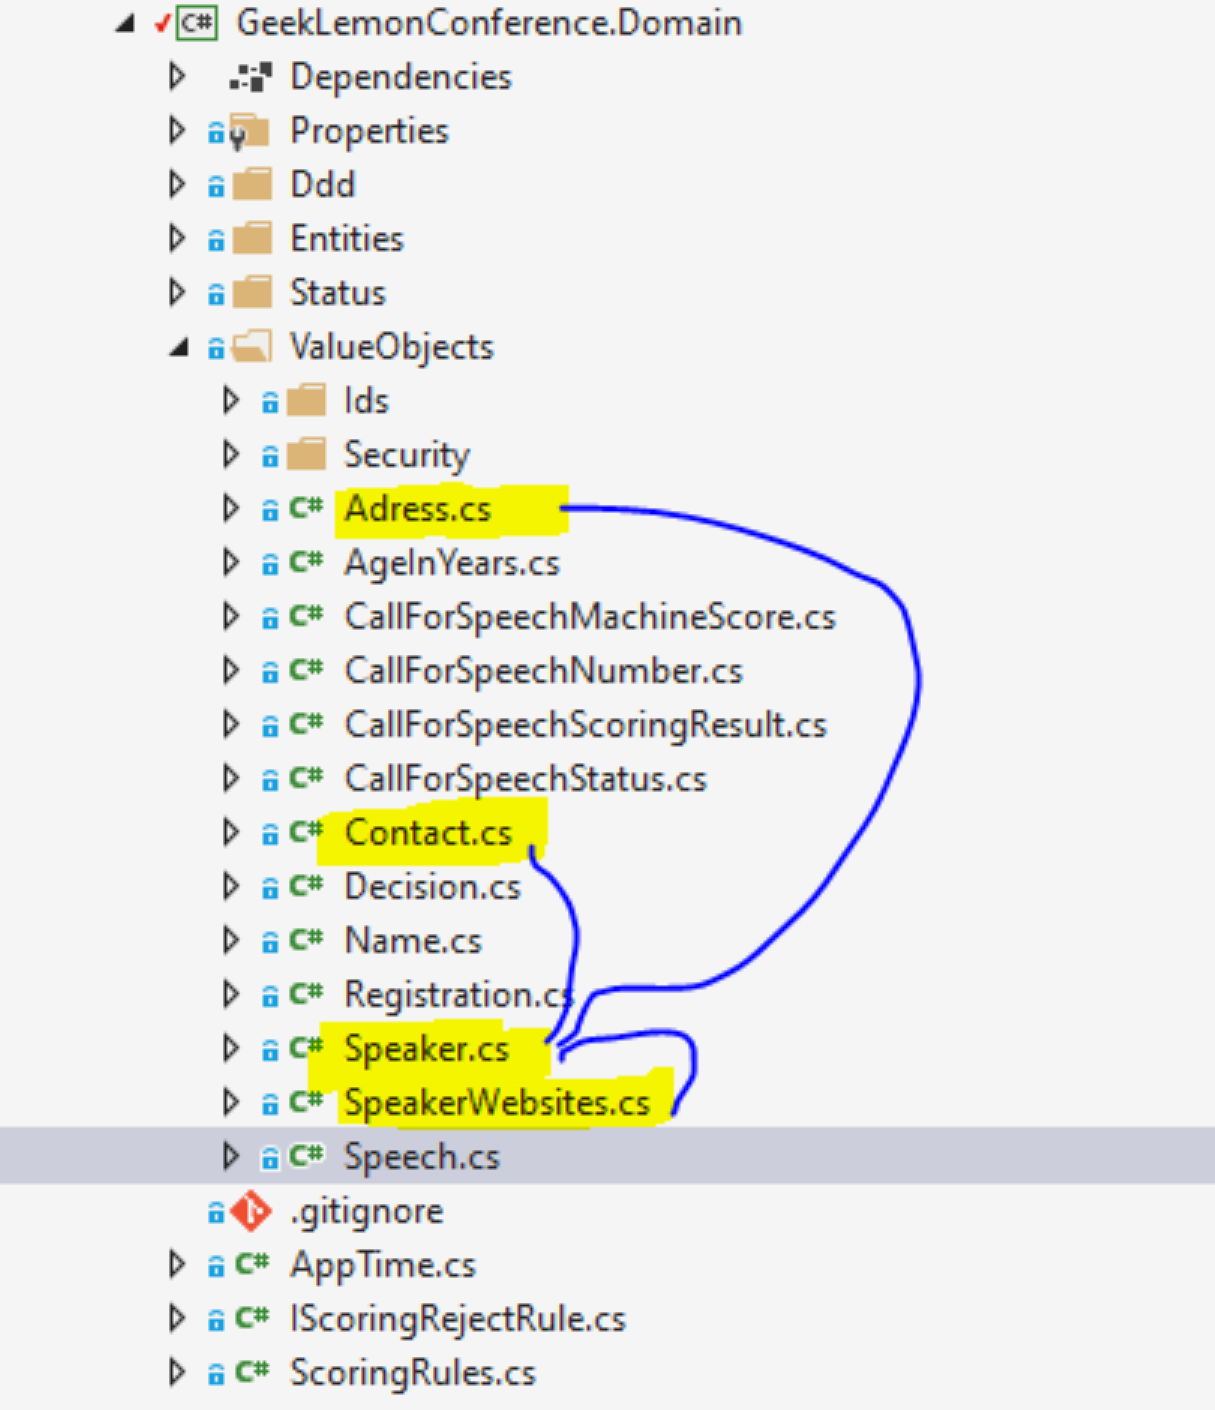 C# GeekLemonConference.Domain
Dependencies
Properties
Ddd
Entities
Status
ValueObjects
Ids
Security
C# Adress.cs
C# AgeInYears.cs
C# CallForSpeechMachineScore.cs
C# CallForSpeechNumber.cs
C# CallForSpeechScoringResult.cs
C# CallForSpeechStatus.cs
C# Contact.cs
C# Decision.cs
C# Name.cs
C# Registration.cs
C# Speaker.cs
C# SpeakerWebsites.cs
C# Speech.cs
.gitignore
C# AppTime.cs
C# IScoringRejectRule.cs
C# ScoringRules.cs